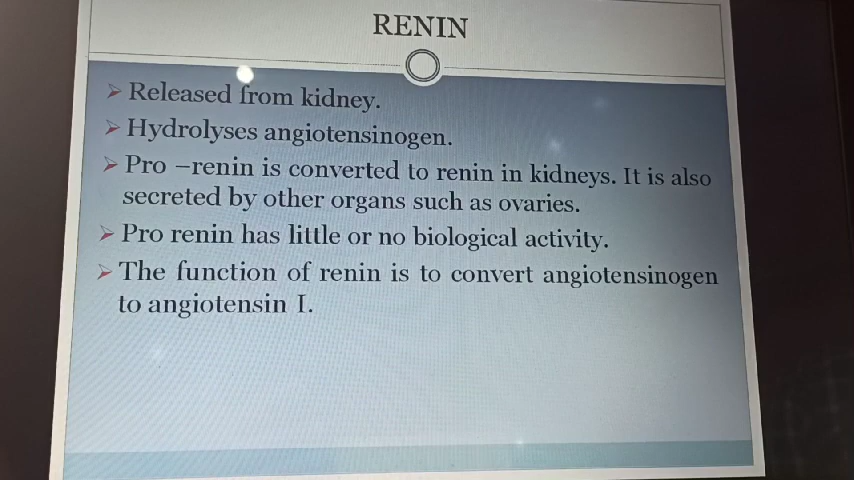 RENIN
Released from kidney.
Hydrolyses angiotensinogen.
Pro –renin is converted to renin in kidneys. It is also
secreted by other organs such as ovaries.
Pro renin has little or no biological activity.
The function of renin is to convert angiotensinogen
to angiotensin I.